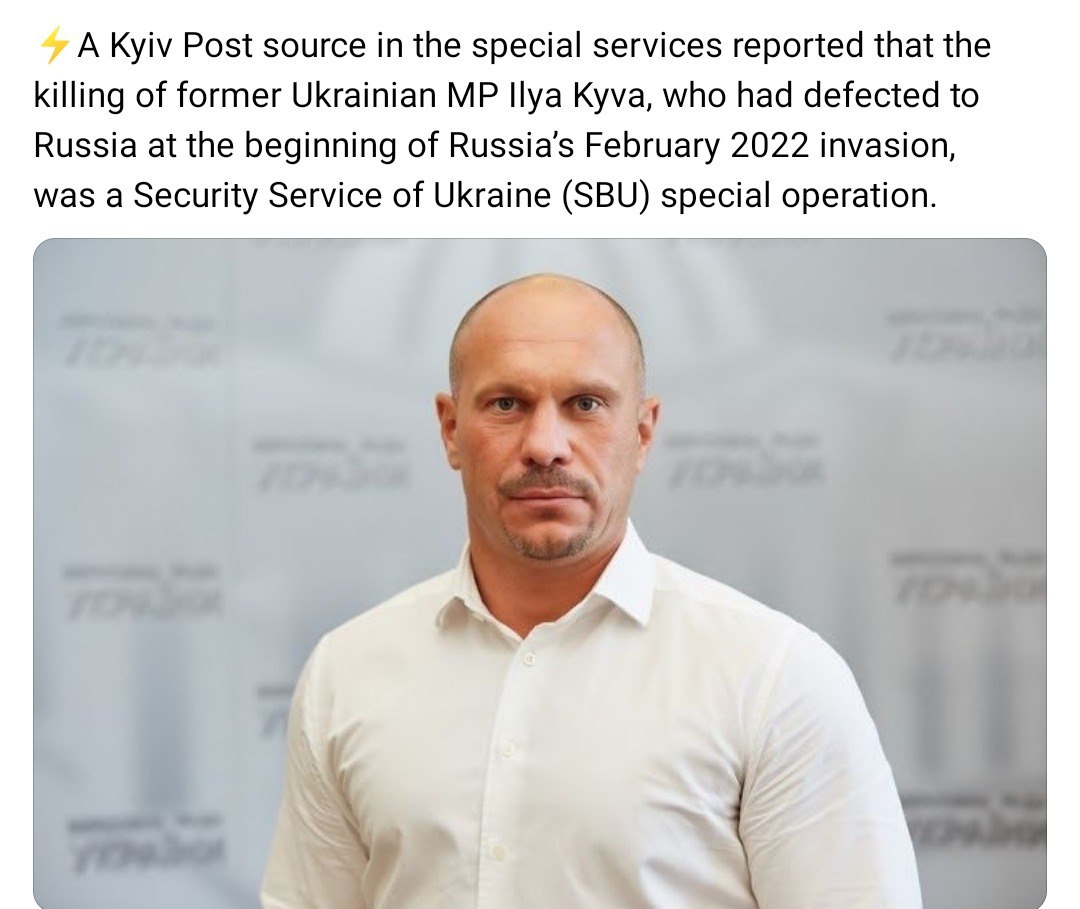 ⚡A Kyiv Post source in the special services reported that the
killing of former Ukrainian MP Ilya Kyva, who had defected to
Russia at the beginning of Russia’s February 2022 invasion,
was a Security Service of Ukraine (SBU) special operation.